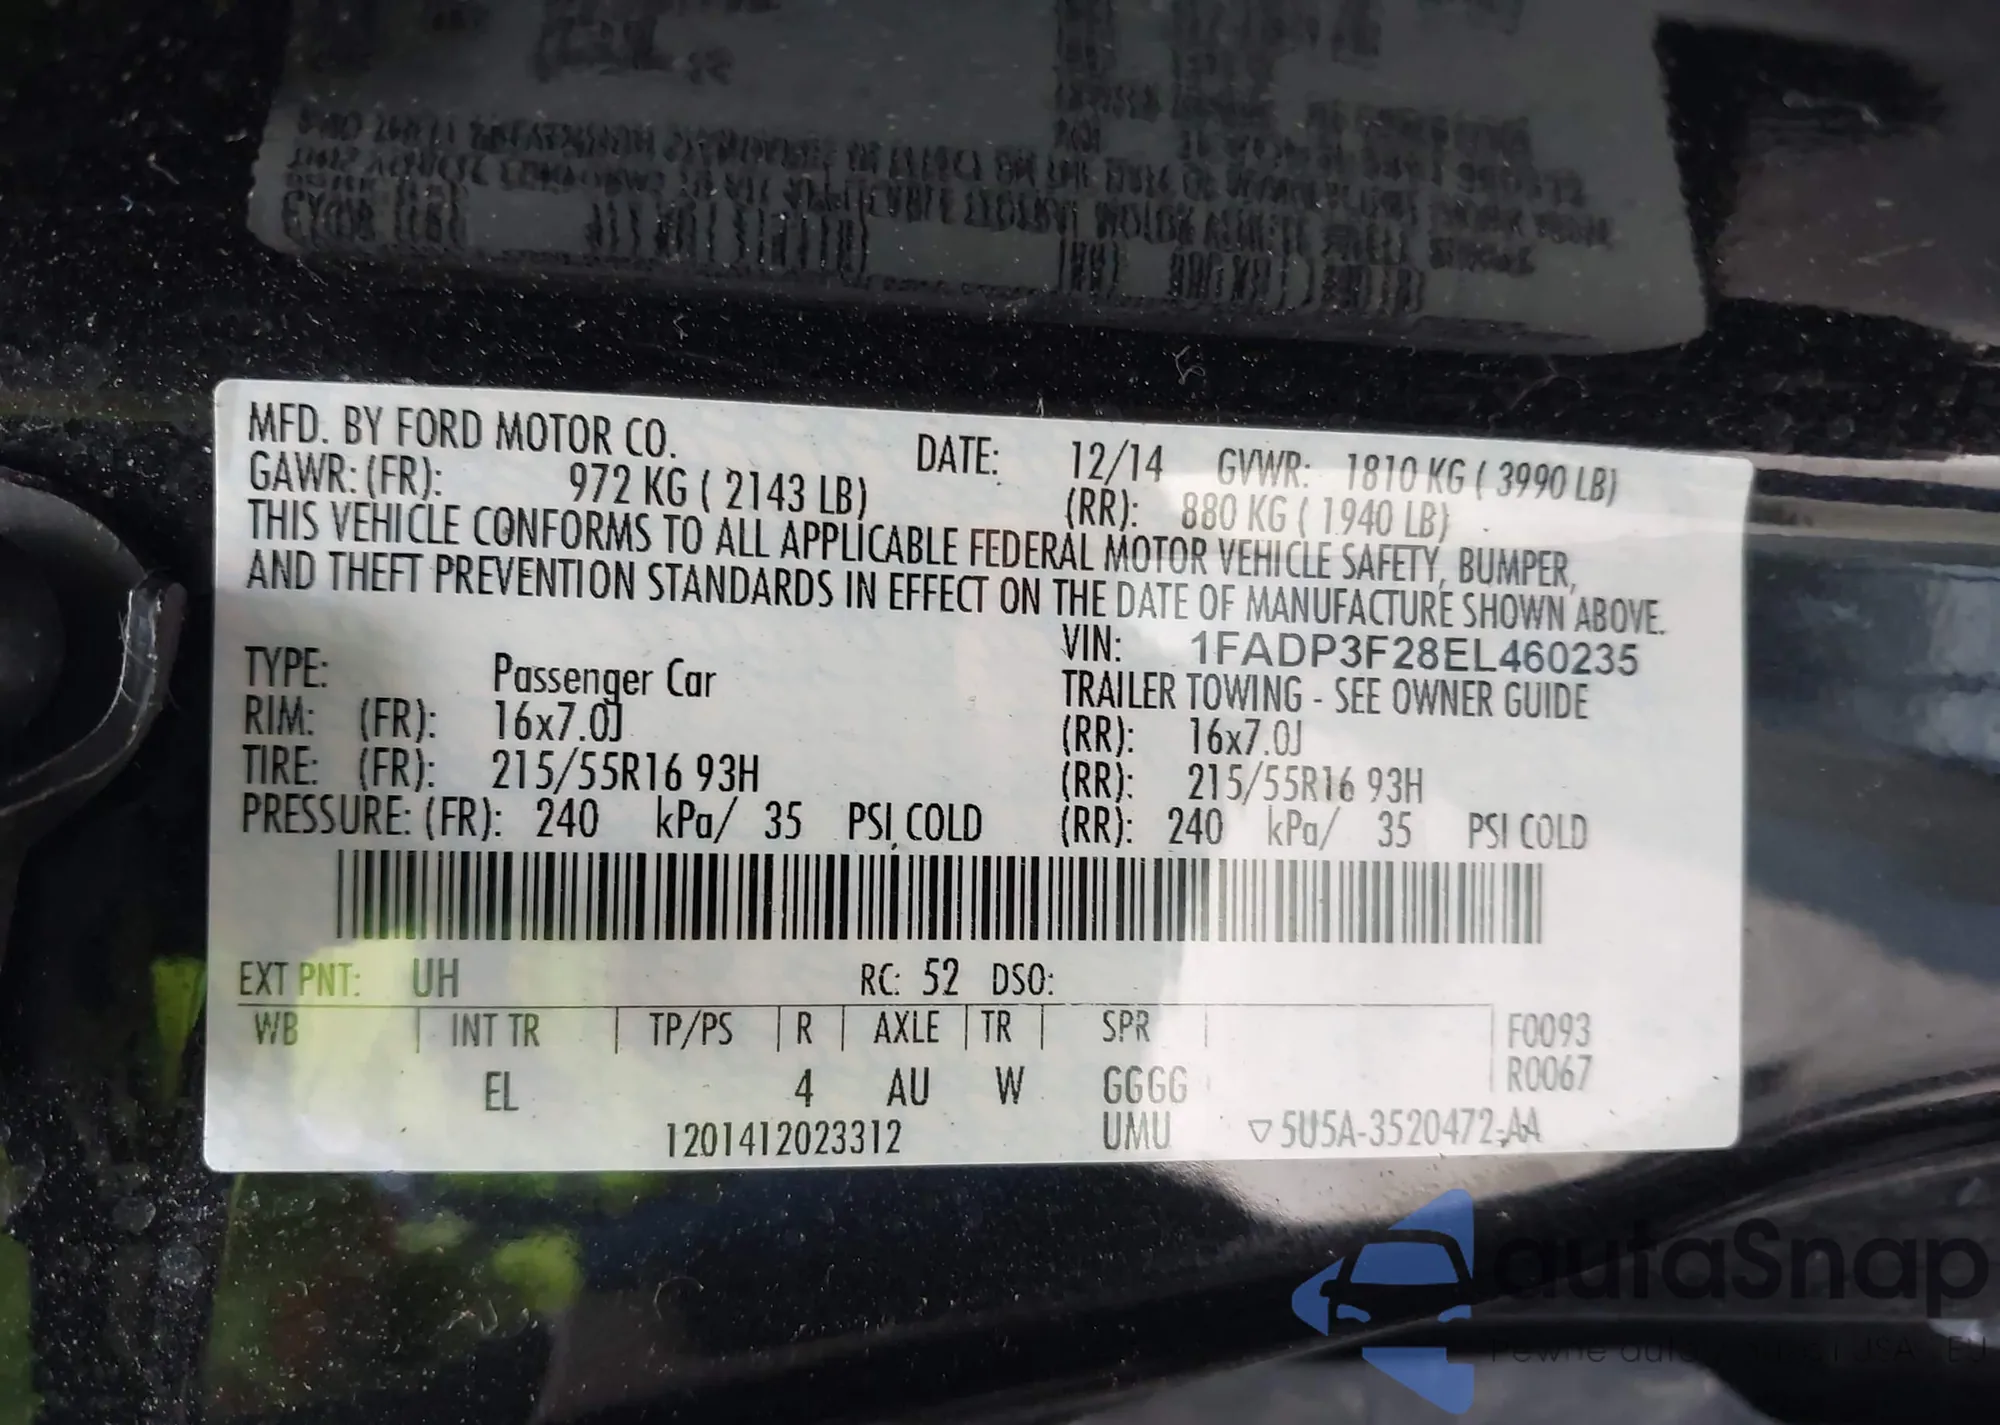 MFD. BY FORD MOTOR CO. DATE: 12/14 GVWR: 1810 KG ( 3990 LB)
GAWR: (FR): 972 KG ( 2143 LB) (RR): 880 KG ( 1940 LB)
THIS VEHICLE CONFORMS TO ALL APPLICABLE FEDERAL MOTOR VEHICLE SAFETY, BUMPER,
AND THEFT PREVENTION STANDARDS IN EFFECT ON THE DATE OF MANUFACTURE SHOWN ABOVE.
VIN: 1FADP3F28EL460235
TYPE: Passenger Car TRAILER TOWING - SEE OWNER GUIDE
RIM: (FR): 16x7.0J (RR): 16x7.0J
TIRE: (FR): 215/55R16 93H (RR): 215/55R16 93H
PRESSURE: (FR): 240 kPa/ 35 PSI COLD (RR): 240 kPa/ 35 PSI COLD
EXT PNT: UH RC: 52 DSO:
WB | INT TR | TP/PS | R | AXLE | TR | SPR | | F0093
R0067
EL 4 AU W GGGG
1201412023312 UMU ▽5U5A-3520472-AA
autaSnap